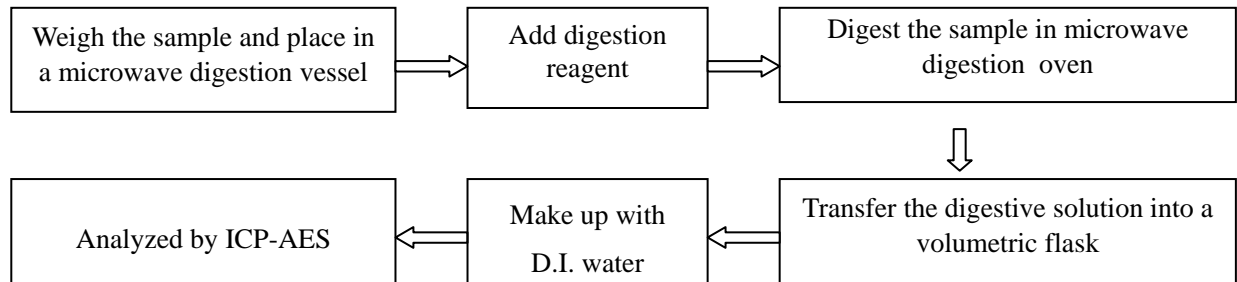 Weigh the sample and place in
a microwave digestion vessel
Add digestion
reagent
Digest the sample in microwave
digestion oven
Transfer the digestive solution into a
volumetric flask
Make up with
D.I. water
Analyzed by ICP-AES